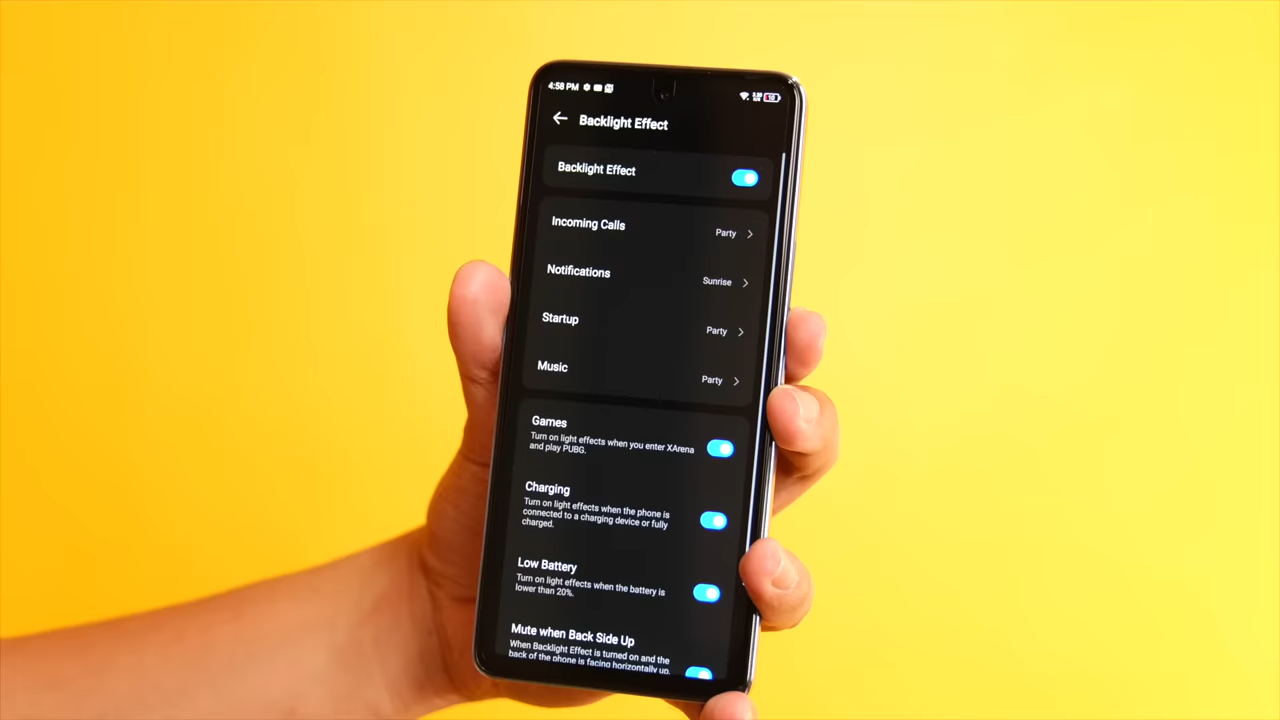 4:58 PM
Backlight Effect
Backlight Effect
Incoming Calls
Party
Notifications
Sunrise
Startup
Party
Music
Party
Games
Turn on light effects when you enter XArena
and play PUBG.
Charging
Turn on light effects when the phone is
connected to a charging device or fully
charged.
Low Battery
Turn on light effects when the battery is
lower than 20%.
Mute when Back Side Up
When Backlight Effect is turned on and the
back of the phone is facing horizontally up,